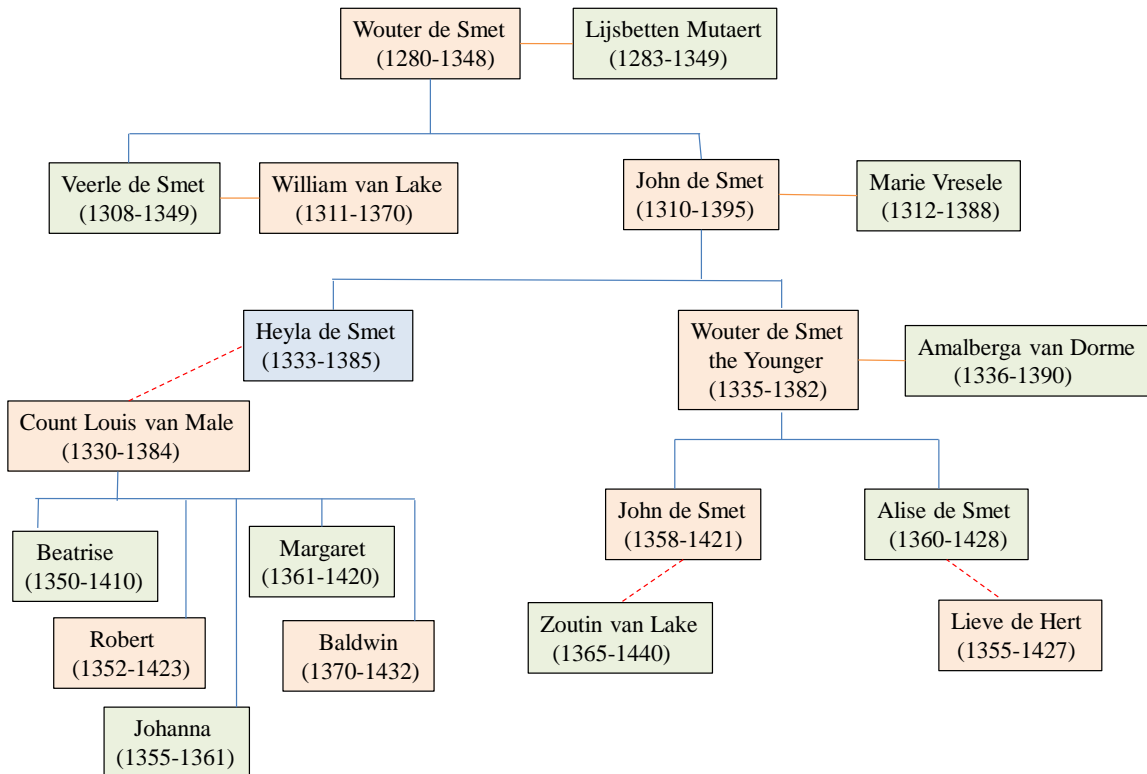 Wouter de Smet
(1280-1348)
Lijsbetten Mutaert
(1283-1349)
Veerle de Smet
(1308-1349)
William van Lake
(1311-1370)
John de Smet
(1310-1395)
Marie Vresele
(1312-1388)
Heyla de Smet
(1333-1385)
Wouter de Smet
the Younger
(1335-1382)
Amalberga van Dorme
(1336-1390)
Count Louis van Male
(1330-1384)
John de Smet
(1358-1421)
Alise de Smet
(1360-1428)
Beatrise
(1350-1410)
Margaret
(1361-1420)
Robert
(1352-1423)
Baldwin
(1370-1432)
Zoutin van Lake
(1365-1440)
Lieve de Hert
(1355-1427)
Johanna
(1355-1361)